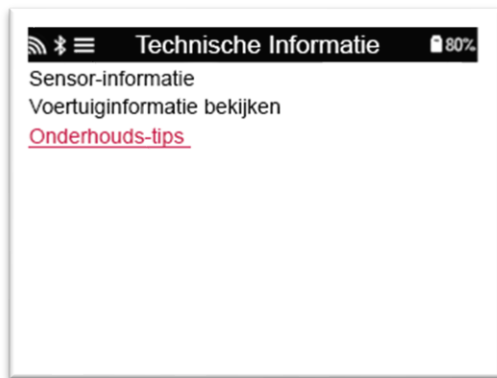 Technische Informatie 80%
Sensor-informatie
Voertuiginformatie bekijken
Onderhouds-tips